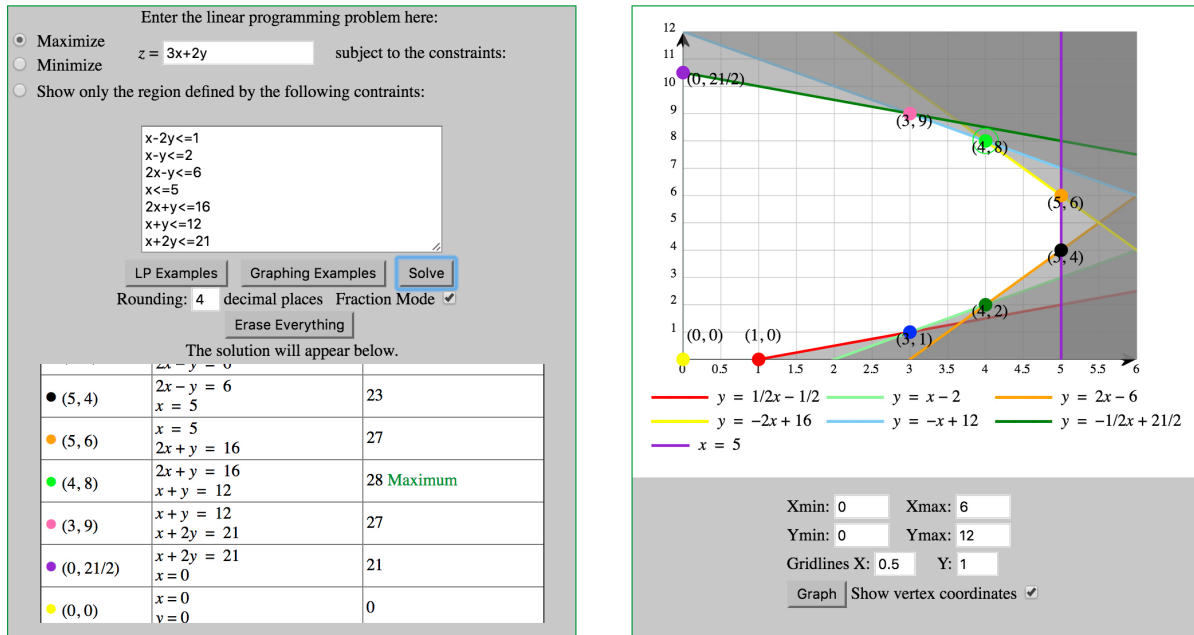 Enter the linear programming problem here:
Maximize
Minimize
z = 3x+2y subject to the constraints:
Show only the region defined by the following contraints:
x-2y<=1
x-y<=2
2x-y<=6
x<=5
2x+y<=16
x+y<=12
x+2y<=21
LP Examples Graphing Examples Solve
Rounding: 4 decimal places Fraction Mode
Erase Everything
The solution will appear below.
2x − y = 6
(5, 4) 2x − y = 6 23
x = 5
(5, 6) x = 5 27
2x + y = 16
(4, 8) 2x + y = 16 28 Maximum
x + y = 12
(3, 9) x + y = 12 27
x + 2y = 21
(0, 21/2) x + 2y = 21 21
x = 0
(0, 0) x = 0 0
y = 0
12
11
10
9
8
7
6
5
4
3
2
1
(0, 21/2)
(3, 9)
(4, 8)
(5, 6)
(5, 4)
(4, 2)
(3, 1)
(0, 0) (1, 0)
0 0.5 1 1.5 2 2.5 3 3.5 4 4.5 5 5.5 6
y = 1/2x − 1/2 y = x − 2 y = 2x − 6
y = −2x + 16 y = −x + 12 y = −1/2x + 21/2
x = 5
Xmin: 0 Xmax: 6
Ymin: 0 Ymax: 12
Gridlines X: 0.5 Y: 1
Graph Show vertex coordinates